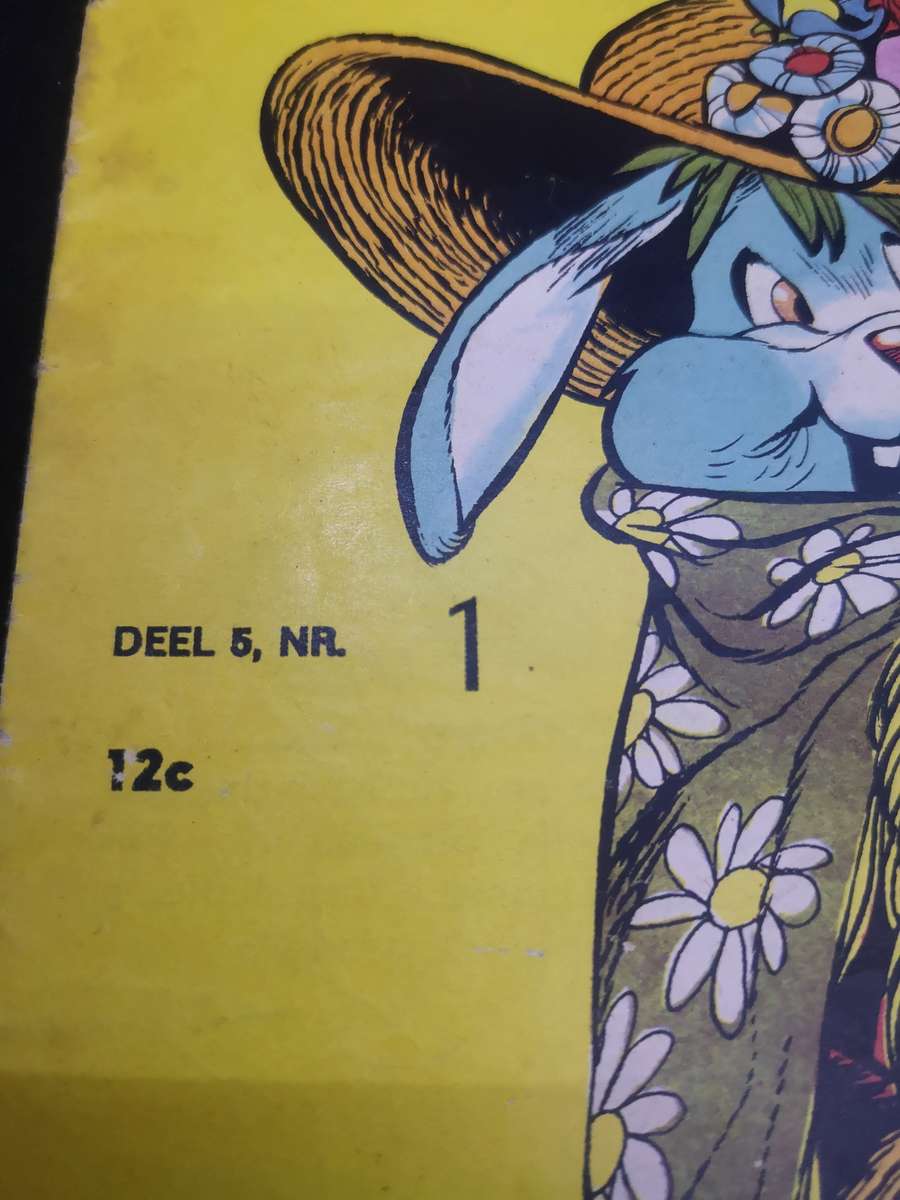 DEEL 5, NR. 1
12c